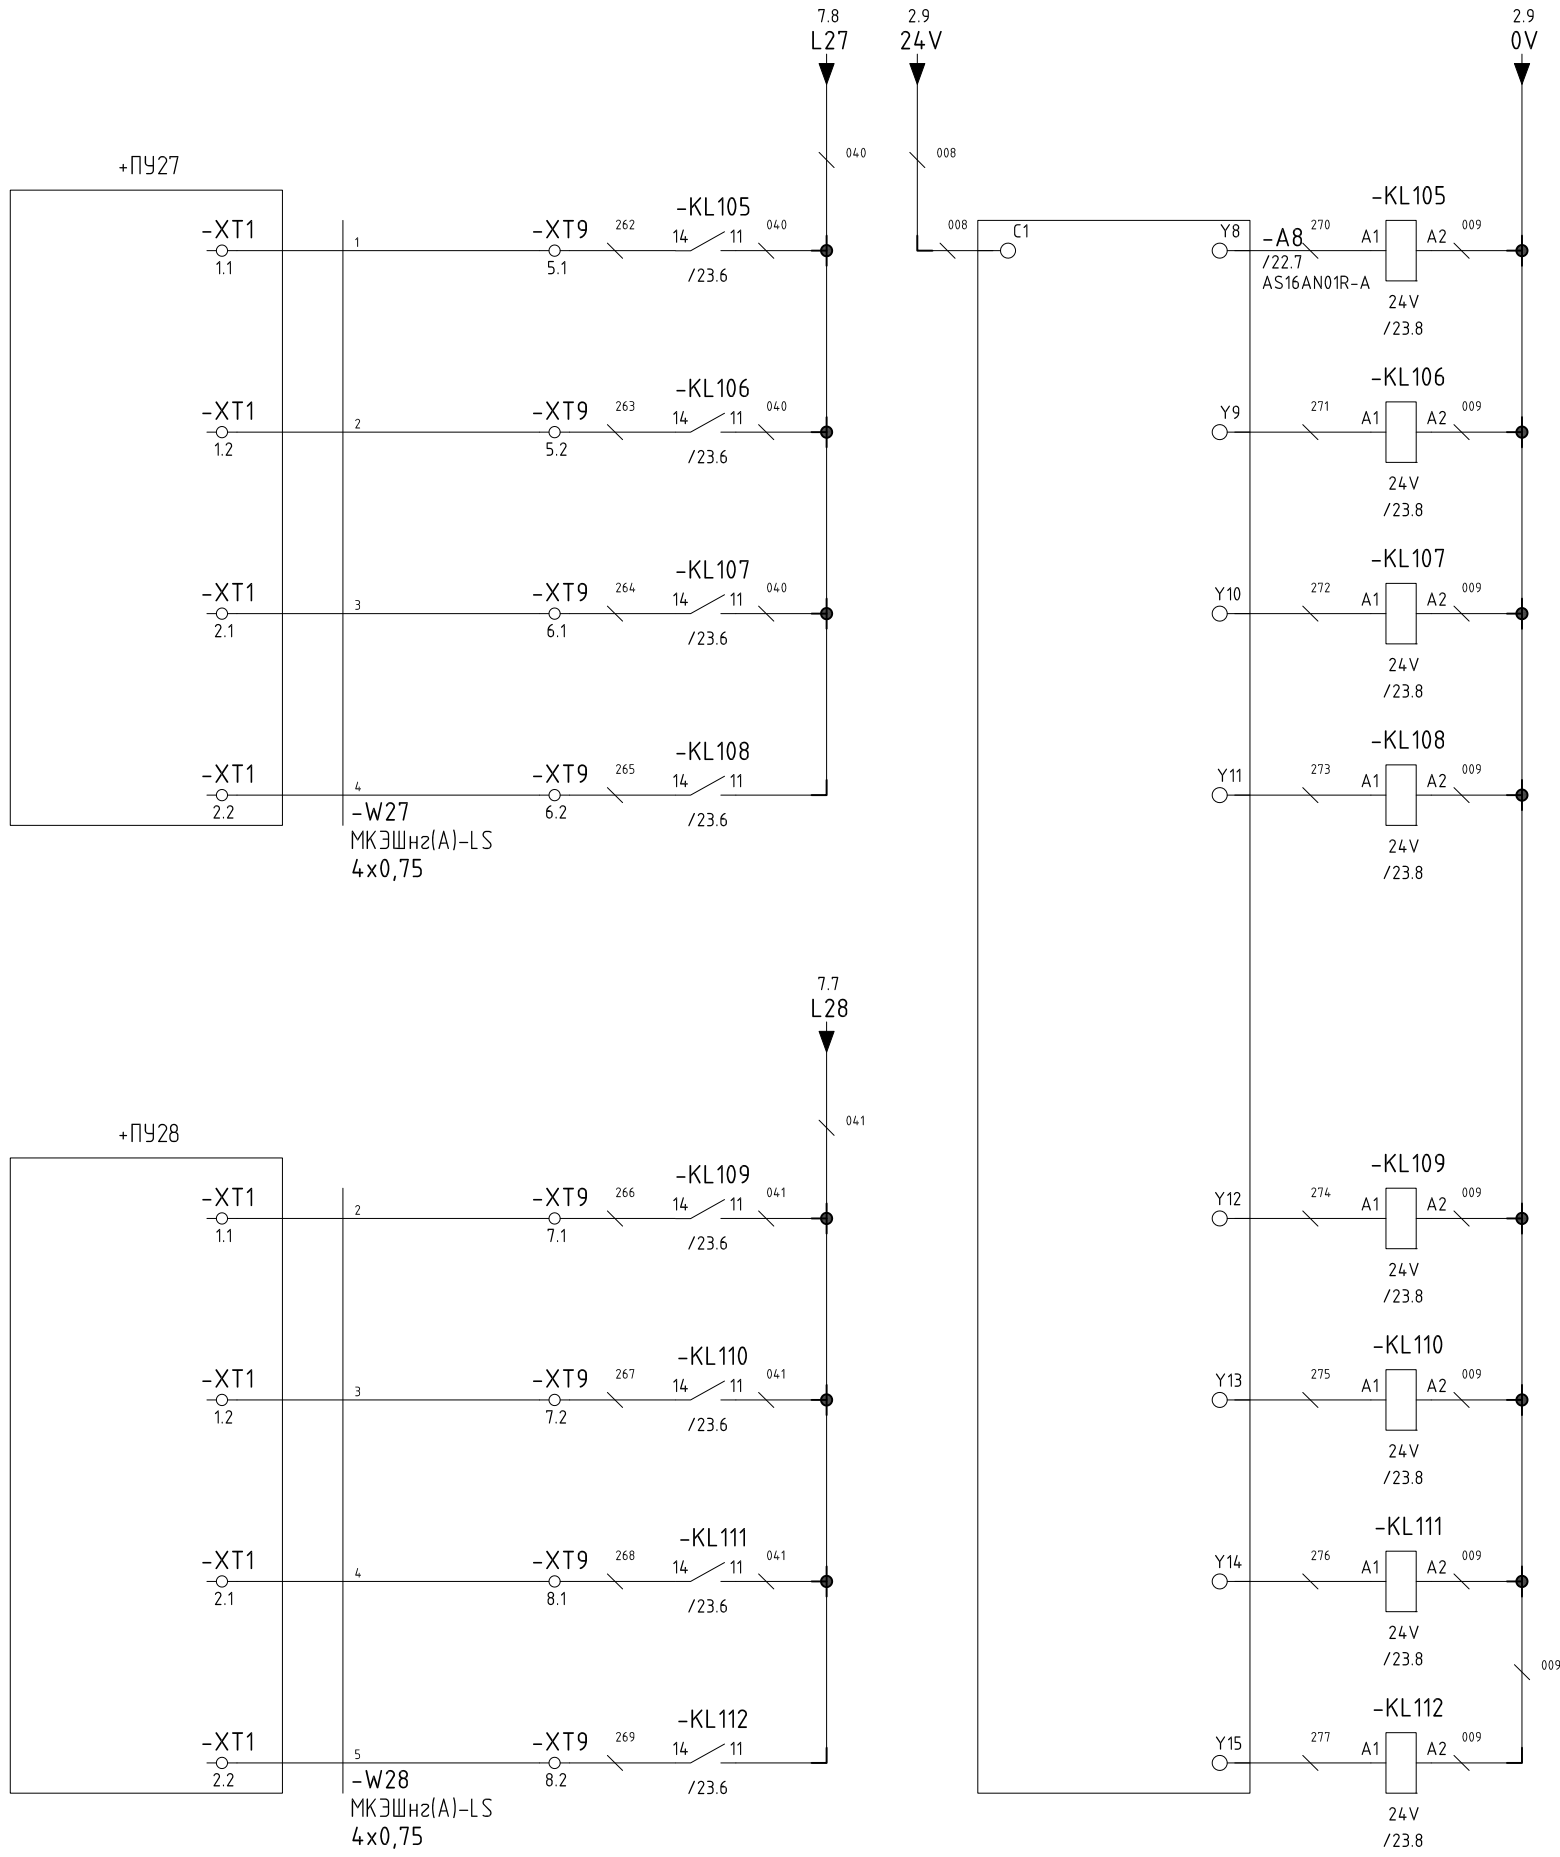 7.8
L27
2.9
24V
2.9
0V
040
008
+ПУ27
-XT1
1.1
1
-XT9
5.1
262
-KL105
14
11
/23.6
040
008
C1
Y8
-A8
/22.7
AS16AN01R-A
270
-KL105
A1
A2
24V
/23.8
009
-XT1
1.2
2
-XT9
5.2
263
-KL106
14
11
/23.6
040
Y9
271
-KL106
A1
A2
24V
/23.8
009
-XT1
2.1
3
-XT9
6.1
264
-KL107
14
11
/23.6
040
Y10
272
-KL107
A1
A2
24V
/23.8
009
-XT1
2.2
4
-W27
МКЭШнг(А)-LS
4x0,75
-XT9
6.2
265
-KL108
14
11
/23.6
Y11
273
-KL108
A1
A2
24V
/23.8
009
7.7
L28
041
+ПУ28
-XT1
1.1
2
-XT9
7.1
266
-KL109
14
11
/23.6
041
Y12
274
-KL109
A1
A2
24V
/23.8
009
-XT1
1.2
3
-XT9
7.2
267
-KL110
14
11
/23.6
041
Y13
275
-KL110
A1
A2
24V
/23.8
009
-XT1
2.1
4
-XT9
8.1
268
-KL111
14
11
/23.6
041
Y14
276
-KL111
A1
A2
24V
/23.8
009
009
-XT1
2.2
5
-W28
МКЭШнг(А)-LS
4x0,75
-XT9
8.2
269
-KL112
14
11
/23.6
Y15
277
-KL112
A1
A2
24V
/23.8
009